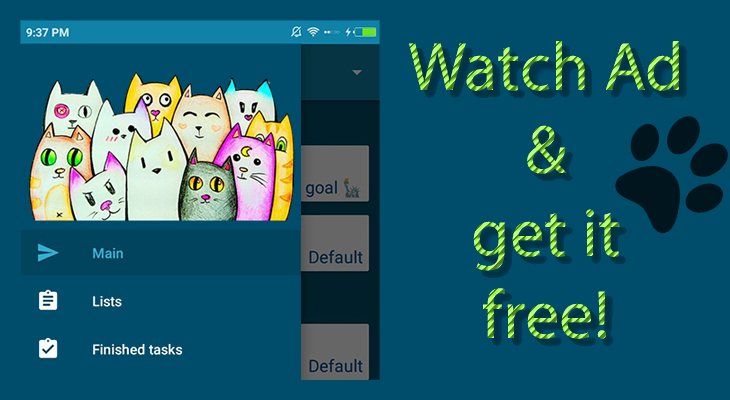 9:37 PM
goal
Main
Default
Lists
Finished tasks
Default
Watch Ad
&
get it
free!